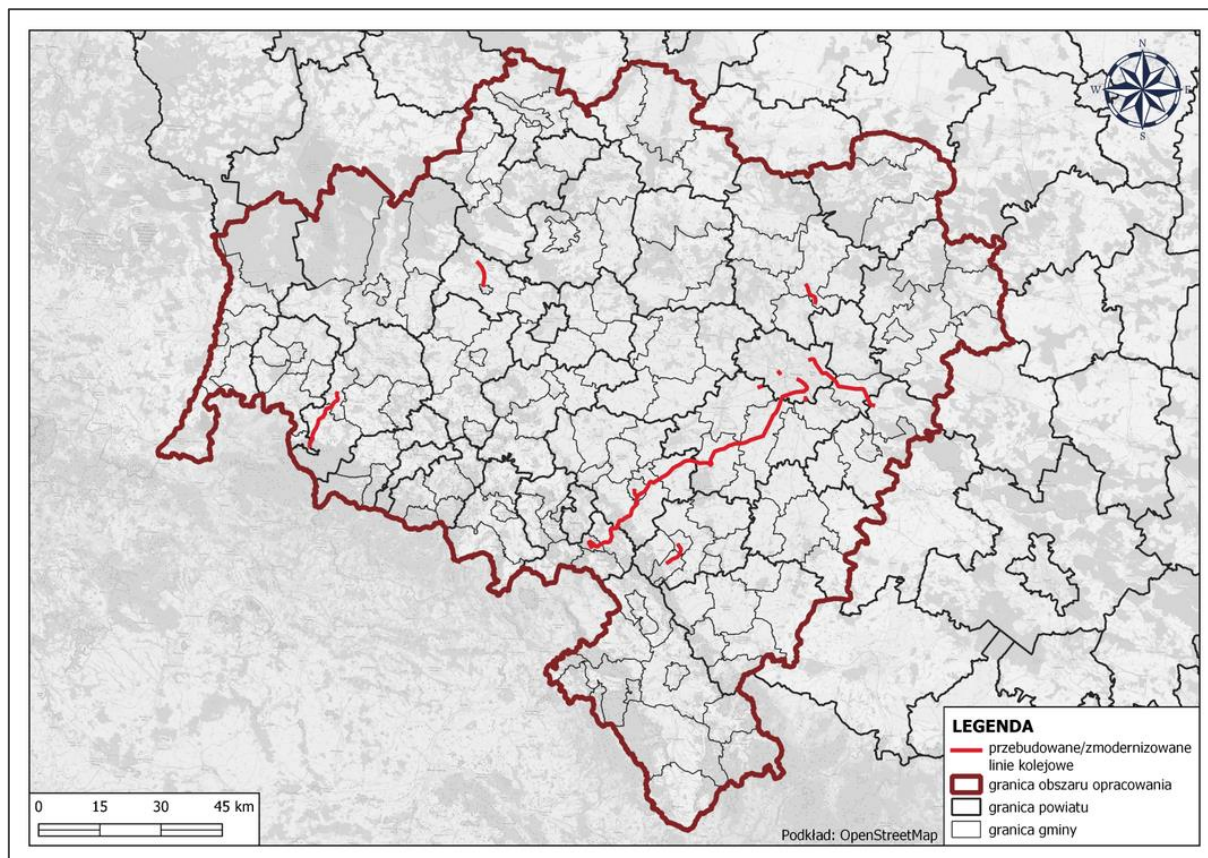 N
W
E
S
LEGENDA
przebudowane/zmodernizowane
linie kolejowe
granica obszaru opracowania
granica powiatu
granica gminy
0 15 30 45 km
Podkład: OpenStreetMap